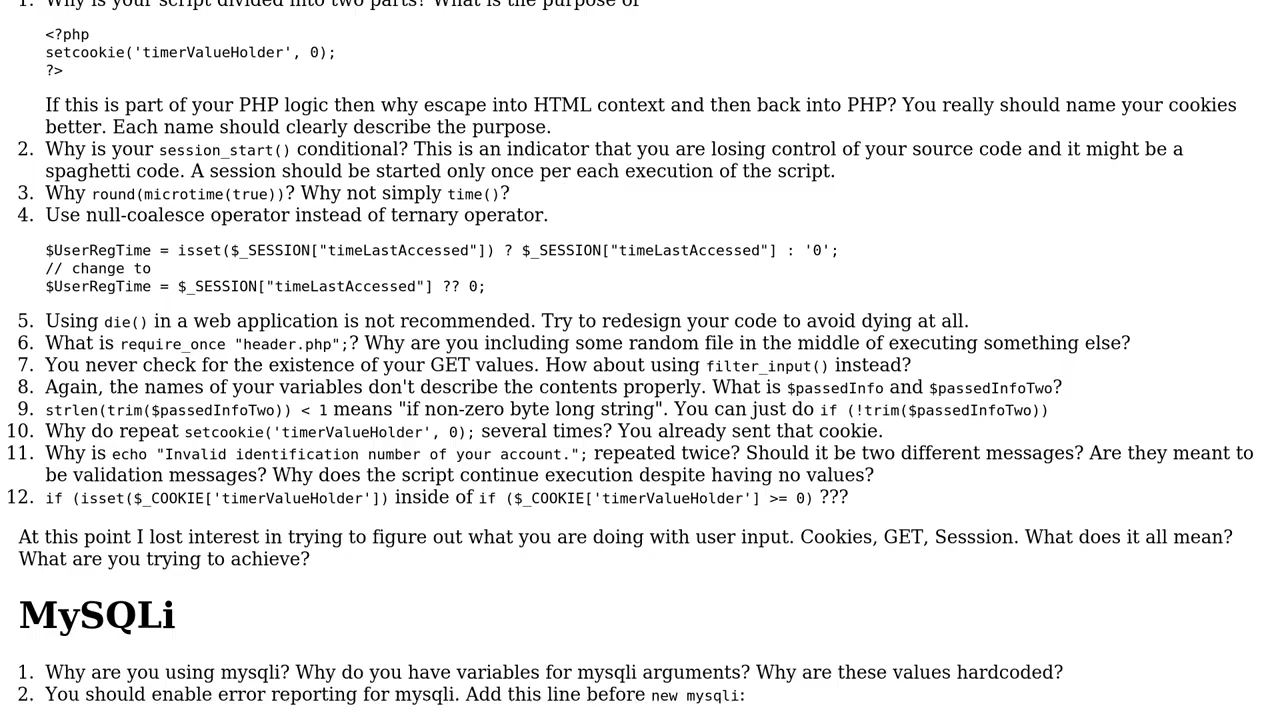 1. Why is your script divided into two parts? What is the purpose of
<?php
setcookie('timerValueHolder', 0);
?>
If this is part of your PHP logic then why escape into HTML context and then back into PHP? You really should name your cookies
better. Each name should clearly describe the purpose.
2. Why is your session_start() conditional? This is an indicator that you are losing control of your source code and it might be a
spaghetti code. A session should be started only once per each execution of the script.
3. Why round(microtime(true))? Why not simply time()?
4. Use null-coalesce operator instead of ternary operator.
$UserRegTime = isset($_SESSION["timeLastAccessed"]) ? $_SESSION["timeLastAccessed"] : '0';
// change to
$UserRegTime = $_SESSION["timeLastAccessed"] ?? 0;
5. Using die() in a web application is not recommended. Try to redesign your code to avoid dying at all.
6. What is require_once "header.php";? Why are you including some random file in the middle of executing something else?
7. You never check for the existence of your GET values. How about using filter_input() instead?
8. Again, the names of your variables don't describe the contents properly. What is $passedInfo and $passedInfoTwo?
9. strlen(trim($passedInfoTwo)) < 1 means "if non-zero byte long string". You can just do if (!trim($passedInfoTwo))
10. Why do repeat setcookie('timerValueHolder', 0); several times? You already sent that cookie.
11. Why is echo "Invalid identification number of your account."; repeated twice? Should it be two different messages? Are they meant to
be validation messages? Why does the script continue execution despite having no values?
12. if (isset($_COOKIE['timerValueHolder']) inside of if ($_COOKIE['timerValueHolder'] >= 0) ???
At this point I lost interest in trying to figure out what you are doing with user input. Cookies, GET, Sesssion. What does it all mean?
What are you trying to achieve?
MySQLi
1. Why are you using mysqli? Why do you have variables for mysqli arguments? Why are these values hardcoded?
2. You should enable error reporting for mysqli. Add this line before new mysqli: